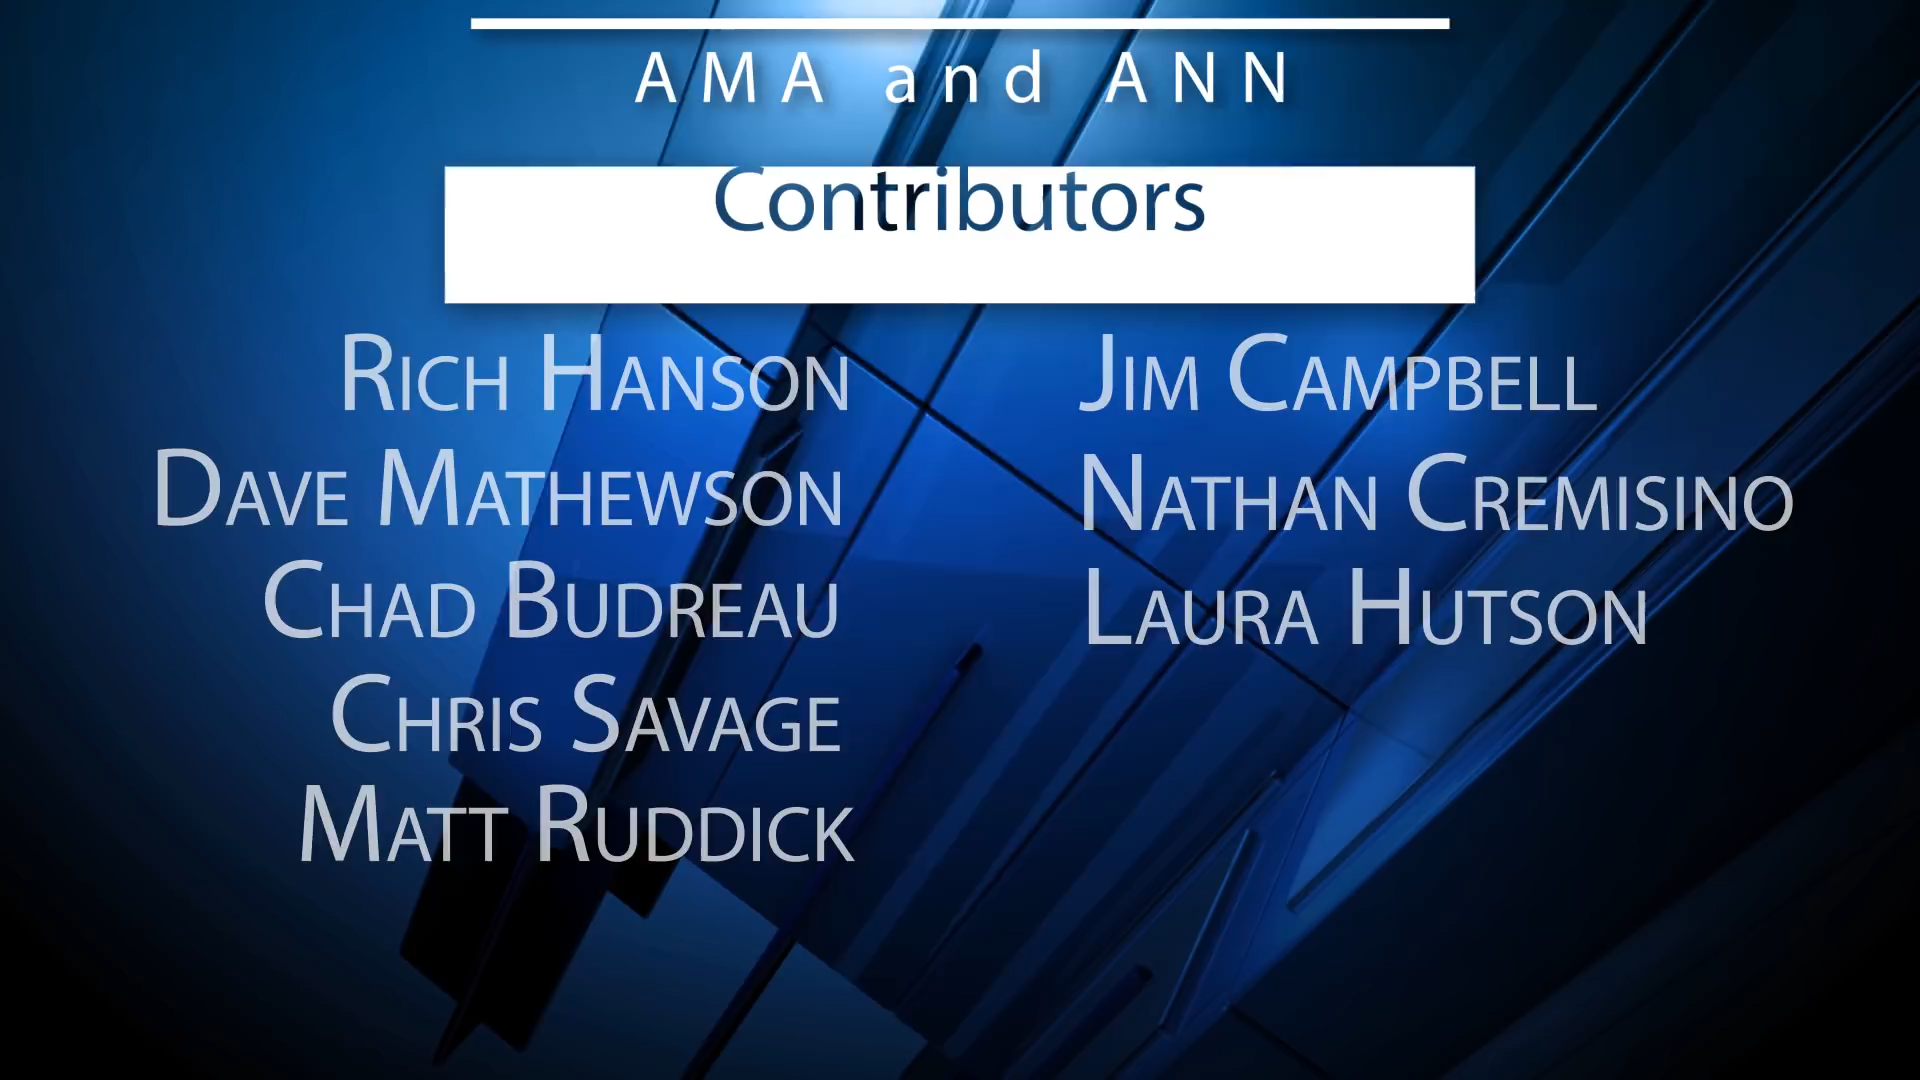 AMA and ANN
Contributors
Rich Hanson
Dave Mathewson
Chad Budreau
Chris Savage
Matt Ruddick
Jim Campbell
Nathan Cremisino
Laura Hutson